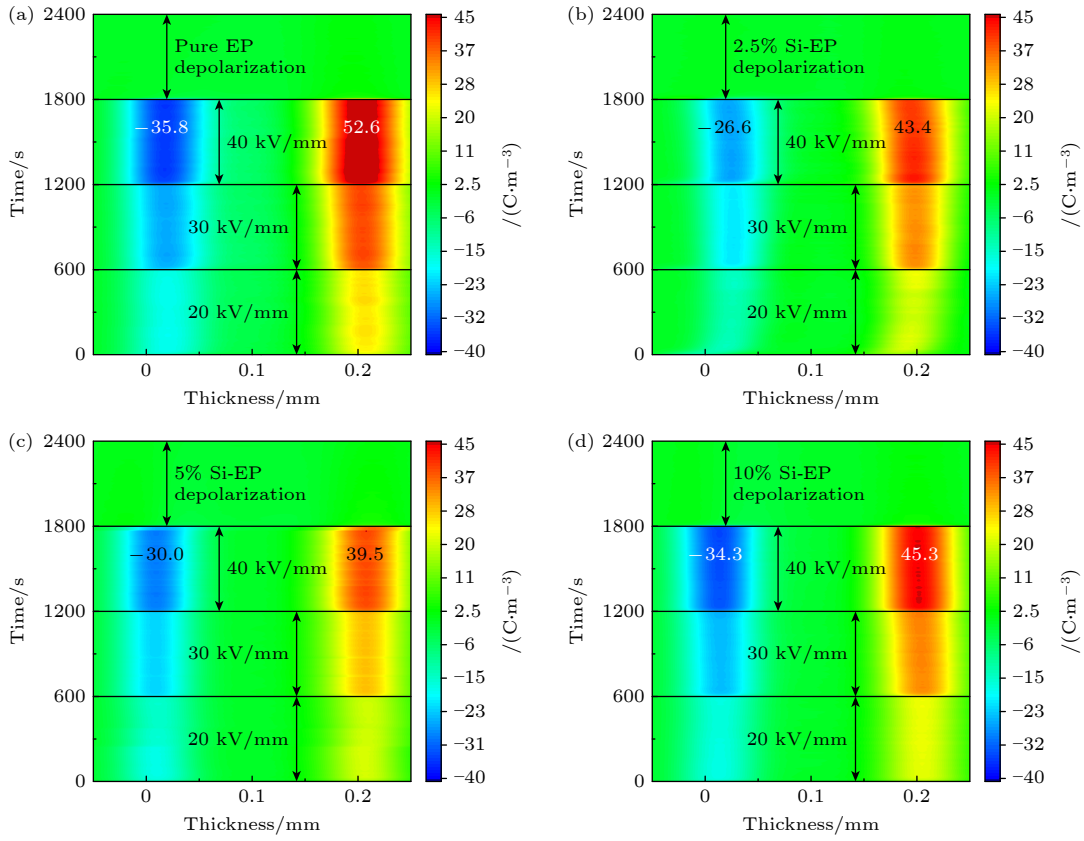 (a)
2400
1800
1200
600
0
Time/s
Pure EP
depolarization
−35.8
52.6
40 kV/mm
30 kV/mm
20 kV/mm
0
0.1
0.2
Thickness/mm
45
37
28
20
11
2.5
−6
−15
−23
−32
−40
/(C·m−3)
(b)
2400
1800
1200
600
0
Time/s
2.5% Si-EP
depolarization
−26.6
43.4
40 kV/mm
30 kV/mm
20 kV/mm
0
0.1
0.2
Thickness/mm
45
37
28
20
11
2.5
−6
−15
−23
−32
−40
/(C·m−3)
(c)
2400
1800
1200
600
0
Time/s
5% Si-EP
depolarization
−30.0
39.5
40 kV/mm
30 kV/mm
20 kV/mm
0
0.1
0.2
Thickness/mm
45
37
28
20
11
2.5
−6
−15
−23
−31
−40
/(C·m−3)
(d)
2400
1800
1200
600
0
Time/s
10% Si-EP
depolarization
−34.3
45.3
40 kV/mm
30 kV/mm
20 kV/mm
0
0.1
0.2
Thickness/mm
45
37
28
20
11
2.5
−6
−15
−23
−31
−40
/(C·m−3)